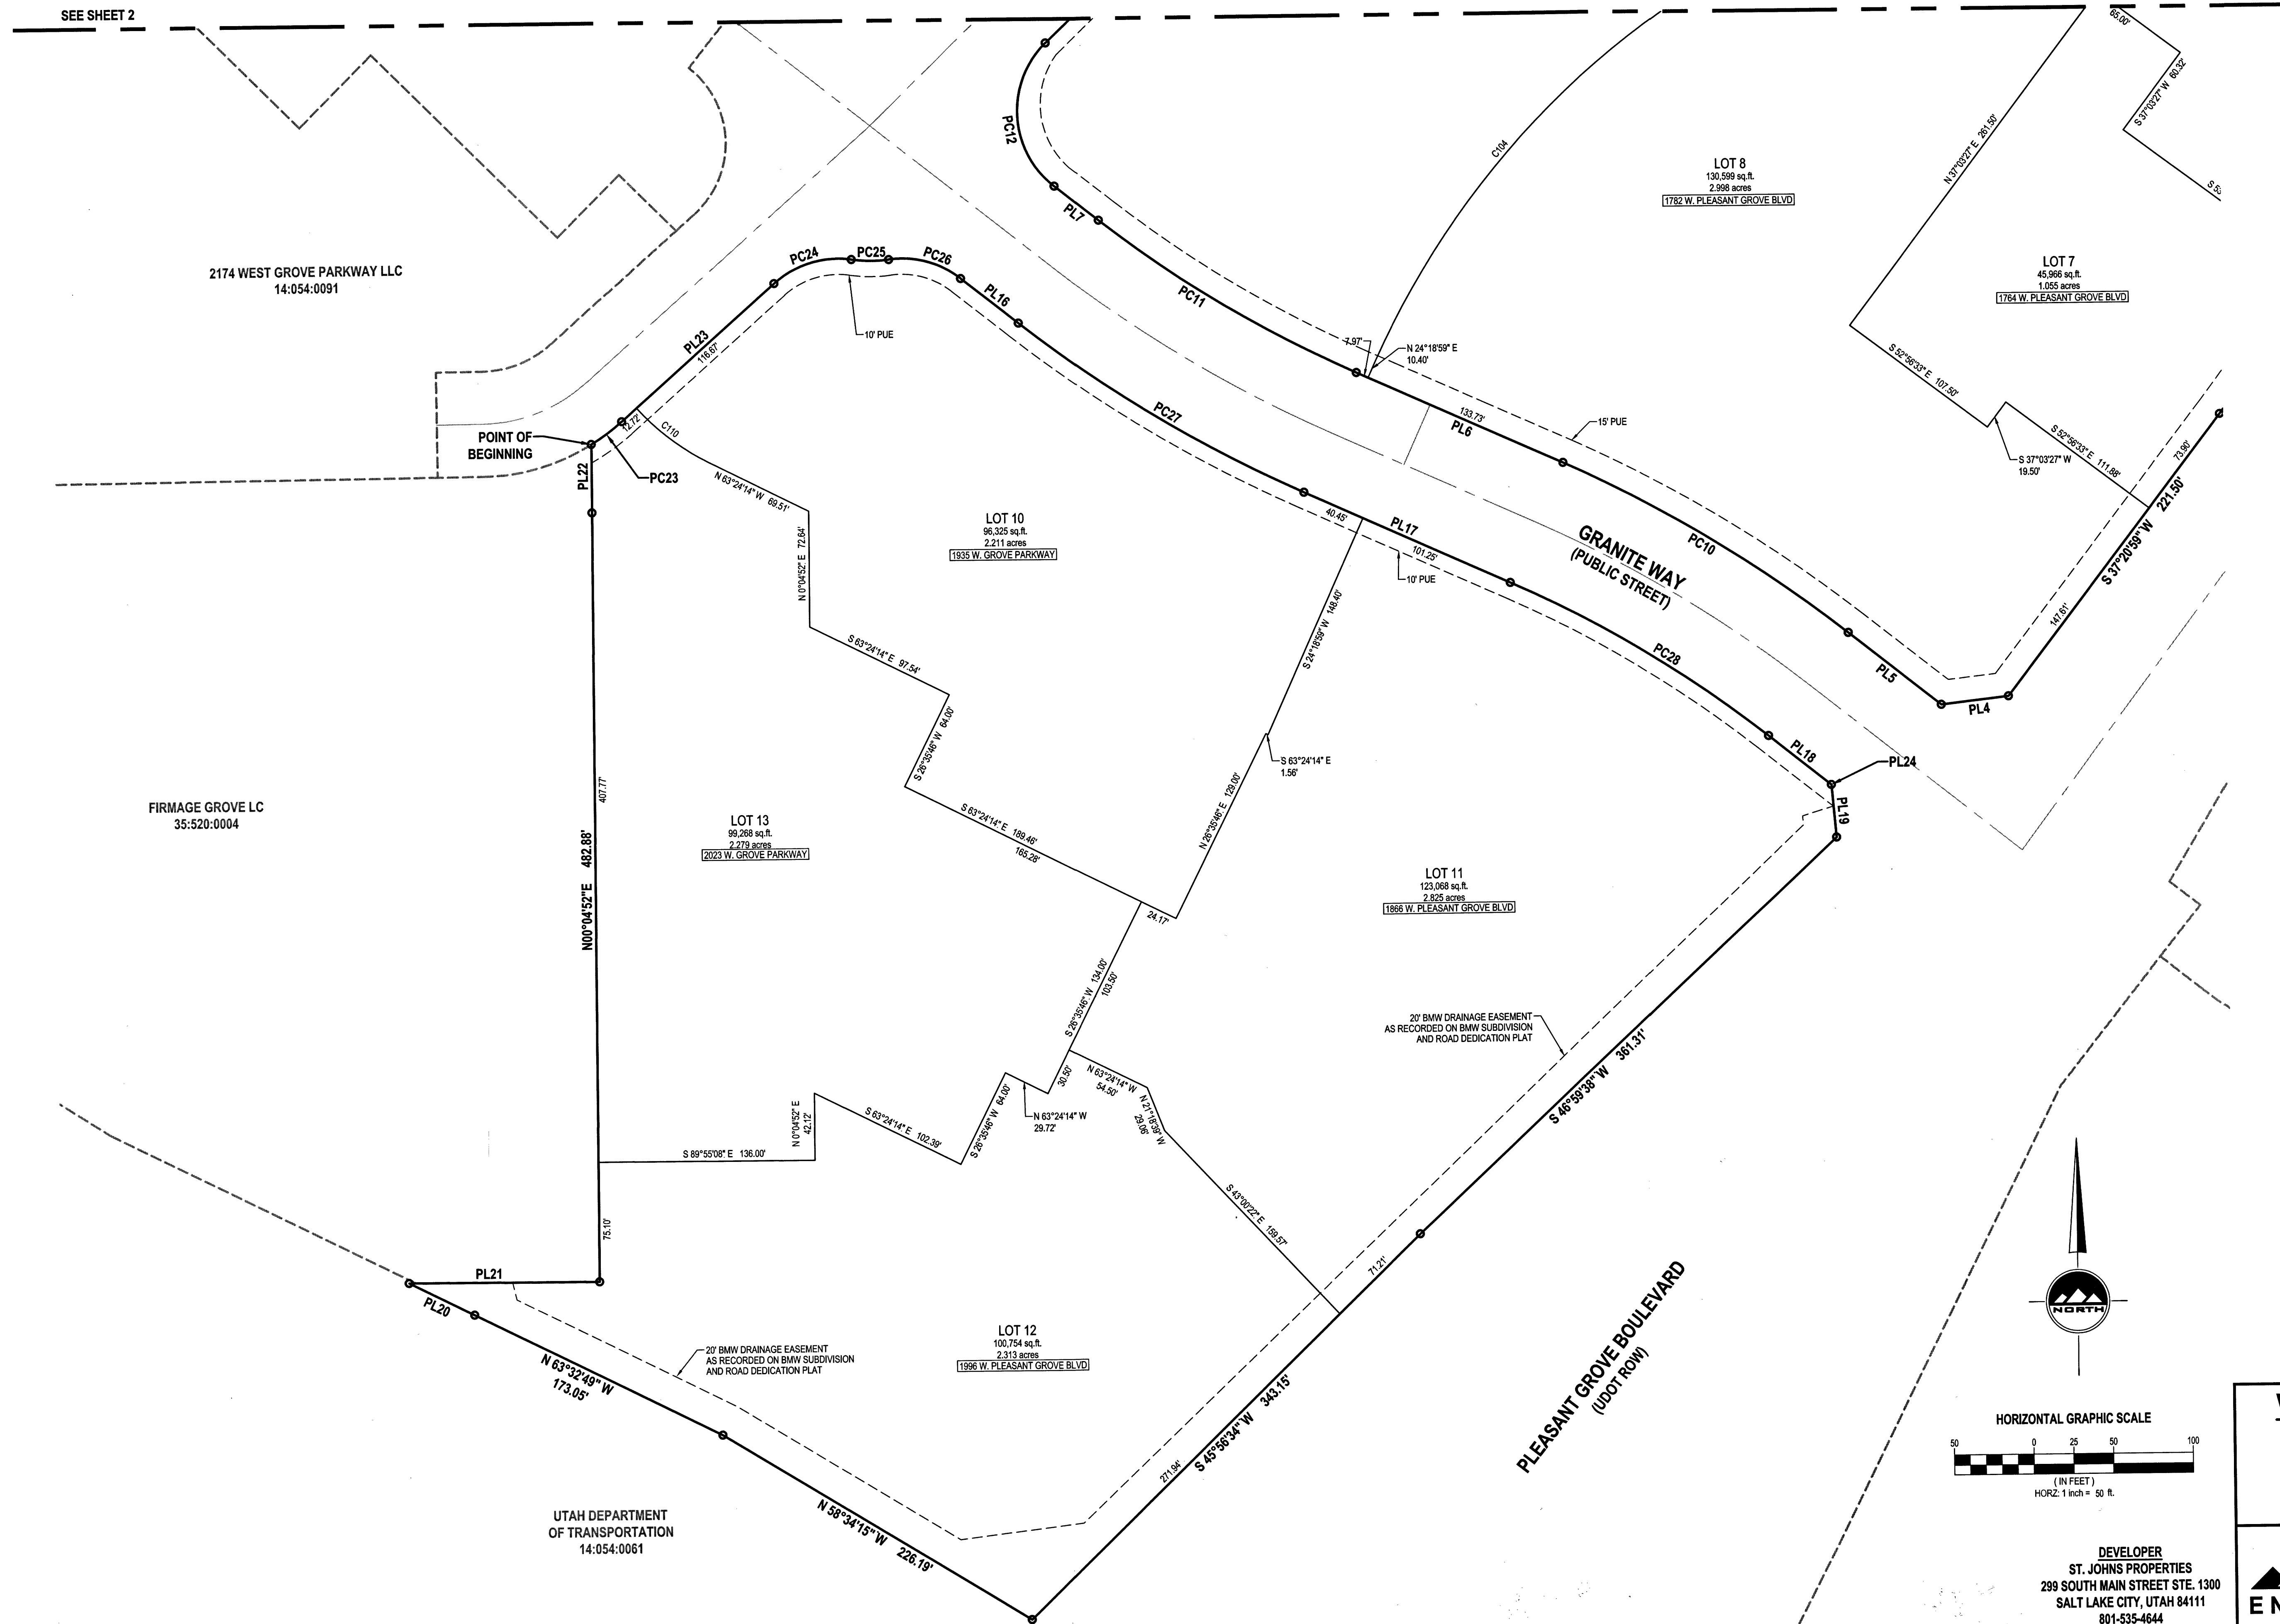 SEE SHEET 2
65.00'
S 37°03'27" W 60.32'
PC12
C104
LOT 8
130,599 sq.ft.
2.998 acres
1782 W. PLEASANT GROVE BLVD
N 37°03'27" E 261.50'
PL7
2174 WEST GROVE PARKWAY LLC
14:054:0091
PC24
PC25
PC26
PL16
PC11
LOT 7
45,966 sq.ft.
1.055 acres
1764 W. PLEASANT GROVE BLVD
10' PUE
PL23
116.67'
7.97'
N 24°18'59" E
10.40'
S 52°56'33" E 107.50'
12.72'
C110
PC27
133.73'
PL6
15' PUE
S 52°56'33" E 111.88'
S 37°03'27" W
19.50'
73.90'
POINT OF
BEGINNING
PL22
PC23
N 63°24'14" W 69.51'
S 37°20'59" W 221.50'
147.61'
LOT 10
96,325 sq.ft.
2.211 acres
1935 W. GROVE PARKWAY
40.45'
PL17
101.25'
10' PUE
GRANITE WAY
(PUBLIC STREET)
PC10
N 0°04'52" E 72.64'
S 24°18'59" W 148.40'
S 63°24'14" E 97.54'
PC28
PL5
PL4
S 26°35'46" W 64.00'
S 63°24'14" E
1.56'
PL18
PL24
PL19
407.77'
N00°04'52"E 482.88'
FIRMAGE GROVE LC
35:520:0004
LOT 13
99,268 sq.ft.
2.279 acres
2023 W. GROVE PARKWAY
S 63°24'14" E 189.46'
165.28'
N 26°35'46" E 129.00'
LOT 11
123,068 sq.ft.
2.825 acres
1866 W. PLEASANT GROVE BLVD
24.17'
S 26°35'46" W 134.00'
103.50'
20' BMW DRAINAGE EASEMENT
AS RECORDED ON BMW SUBDIVISION
AND ROAD DEDICATION PLAT
S 46°59'38" W 361.31'
30.50'
N 63°24'14" W
54.50'
N 21°18'39" W
29.06'
S 26°35'46" W 64.00'
N 63°24'14" W
29.72'
N 0°04'52" E
42.12'
S 63°24'14" E 102.39'
S 89°55'08" E 136.00'
S 43°00'22" E 159.57'
75.10'
71.21'
PL21
PL20
PLEASANT GROVE BOULEVARD
(UDOT ROW)
NORTH
N 63°32'49" W
173.05'
20' BMW DRAINAGE EASEMENT
AS RECORDED ON BMW SUBDIVISION
AND ROAD DEDICATION PLAT
LOT 12
100,754 sq.ft.
2.313 acres
1996 W. PLEASANT GROVE BLVD
271.94'
S 45°56'34" W 343.15'
HORIZONTAL GRAPHIC SCALE
50 0 25 50 100
( IN FEET )
HORZ: 1 inch = 50 ft.
UTAH DEPARTMENT
OF TRANSPORTATION
14:054:0061
N 58°34'15" W 226.19'
DEVELOPER
ST. JOHNS PROPERTIES
299 SOUTH MAIN STREET STE. 1300
SALT LAKE CITY, UTAH 84111
801-535-4644